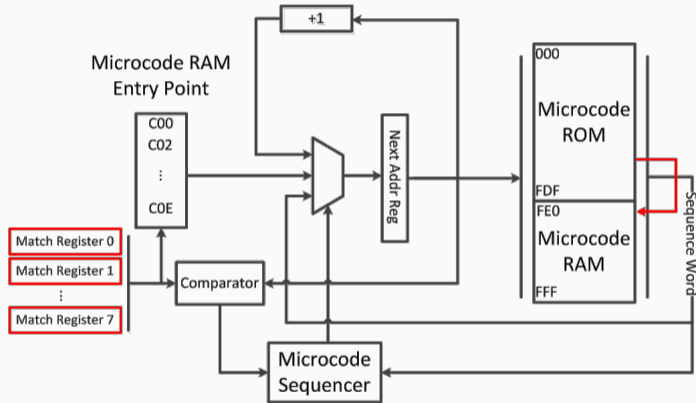 +1
Microcode RAM
Entry Point
C00
C02
⋮
C0E
Match Register 0
Match Register 1
⋮
Match Register 7
Comparator
Microcode
Sequencer
Next Addr Reg
000
Microcode
ROM
FDF
FE0
Microcode
RAM
FFF
Sequence Word